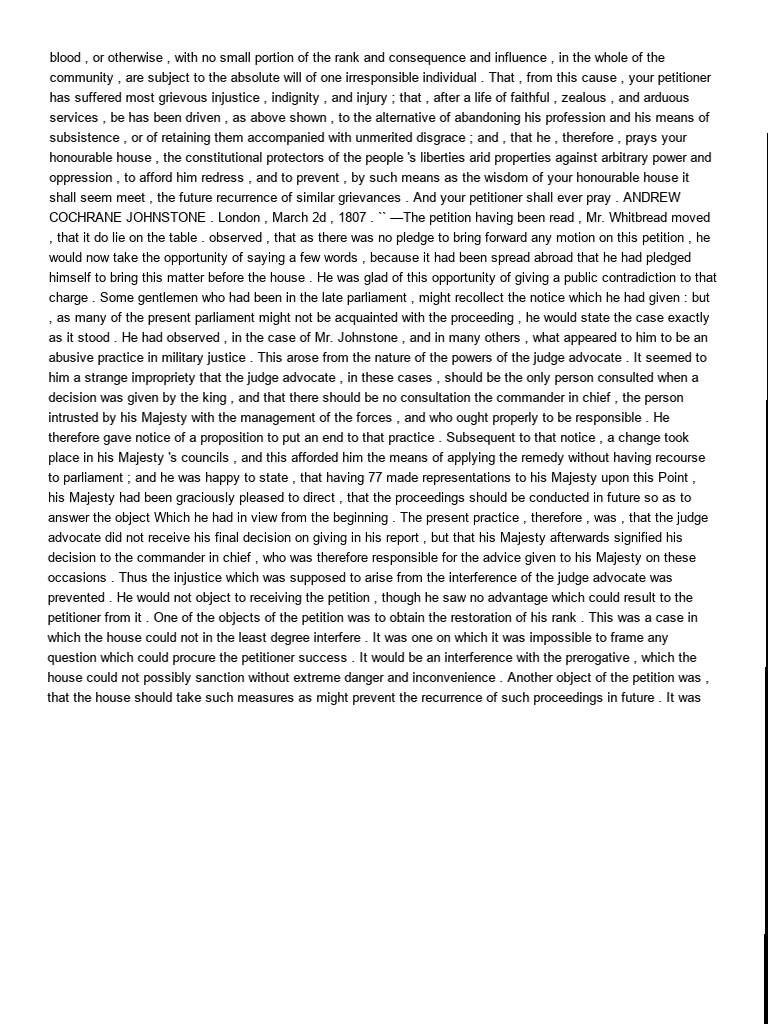 blood , or otherwise , with no small portion of the rank and consequence and influence , in the whole of the
community , are subject to the absolute will of one irresponsible individual . That , from this cause , your petitioner
has suffered most grievous injustice , indignity , and injury ; that , after a life of faithful , zealous , and arduous
services , be has been driven , as above shown , to the alternative of abandoning his profession and his means of
subsistence , or of retaining them accompanied with unmerited disgrace ; and , that he , therefore , prays your
honourable house , the constitutional protectors of the people 's liberties arid properties against arbitrary power and
oppression , to afford him redress , and to prevent , by such means as the wisdom of your honourable house it
shall seem meet , the future recurrence of similar grievances . And your petitioner shall ever pray . ANDREW
COCHRANE JOHNSTONE . London , March 2d , 1807 . `` —The petition having been read , Mr. Whitbread moved
, that it do lie on the table . observed , that as there was no pledge to bring forward any motion on this petition , he
would now take the opportunity of saying a few words , because it had been spread abroad that he had pledged
himself to bring this matter before the house . He was glad of this opportunity of giving a public contradiction to that
charge . Some gentlemen who had been in the late parliament , might recollect the notice which he had given : but
, as many of the present parliament might not be acquainted with the proceeding , he would state the case exactly
as it stood . He had observed , in the case of Mr. Johnstone , and in many others , what appeared to him to be an
abusive practice in military justice . This arose from the nature of the powers of the judge advocate . It seemed to
him a strange impropriety that the judge advocate , in these cases , should be the only person consulted when a
decision was given by the king , and that there should be no consultation the commander in chief , the person
intrusted by his Majesty with the management of the forces , and who ought properly to be responsible . He
therefore gave notice of a proposition to put an end to that practice . Subsequent to that notice , a change took
place in his Majesty 's councils , and this afforded him the means of applying the remedy without having recourse
to parliament ; and he was happy to state , that having 77 made representations to his Majesty upon this Point ,
his Majesty had been graciously pleased to direct , that the proceedings should be conducted in future so as to
answer the object Which he had in view from the beginning . The present practice , therefore , was , that the judge
advocate did not receive his final decision on giving in his report , but that his Majesty afterwards signified his
decision to the commander in chief , who was therefore responsible for the advice given to his Majesty on these
occasions . Thus the injustice which was supposed to arise from the interference of the judge advocate was
prevented . He would not object to receiving the petition , though he saw no advantage which could result to the
petitioner from it . One of the objects of the petition was to obtain the restoration of his rank . This was a case in
which the house could not in the least degree interfere . It was one on which it was impossible to frame any
question which could procure the petitioner success . It would be an interference with the prerogative , which the
house could not possibly sanction without extreme danger and inconvenience . Another object of the petition was ,
that the house should take such measures as might prevent the recurrence of such proceedings in future . It was